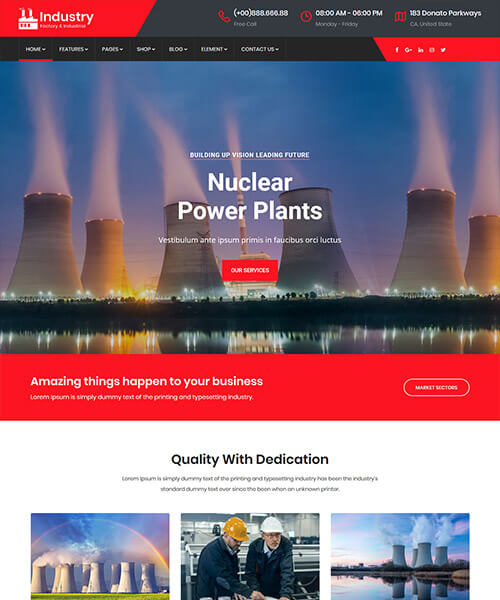 Industry
Factory & Industrial
(+00)888.666.88
Free Call
08:00 AM - 06:00 PM
Monday - Friday
183 Donato Parkways
CA, United State
HOME
FEATURES
PAGES
SHOP
BLOG
ELEMENT
CONTACT US
BUILDING UP VISION LEADING FUTURE
Nuclear
Power Plants
Vestibulum ante ipsum primis in faucibus orci luctus
OUR SERVICES
Amazing things happen to your business
Lorem Ipsum is simply dummy text of the printing and typesetting industry.
MARKET SECTORS
Quality With Dedication
Lorem Ipsum is simply dummy text of the printing and typesetting industry has been the industry's
standard dummy text ever since the been when an unknown printer.